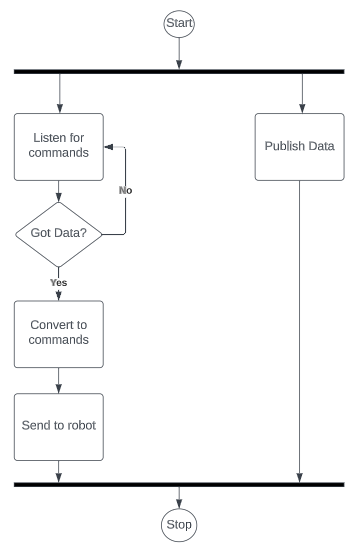 Start
Listen for
commands
Publish Data
No
Got Data?
Yes
Convert to
commands
Send to robot
Stop